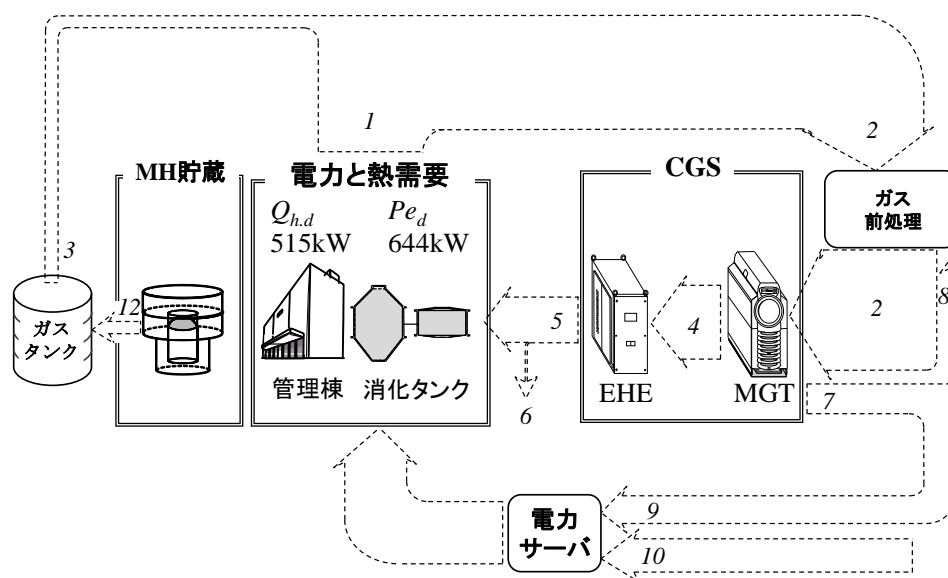 1
2
MH貯蔵
電力と熱需要
CGS
ガス
前処理
Q_{h.d}
515kW
Pe_d
644kW
3
ガス
タンク
12
5
4
2
8
管理棟
消化タンク
EHE
MGT
6
7
電力
サーバ
9
10